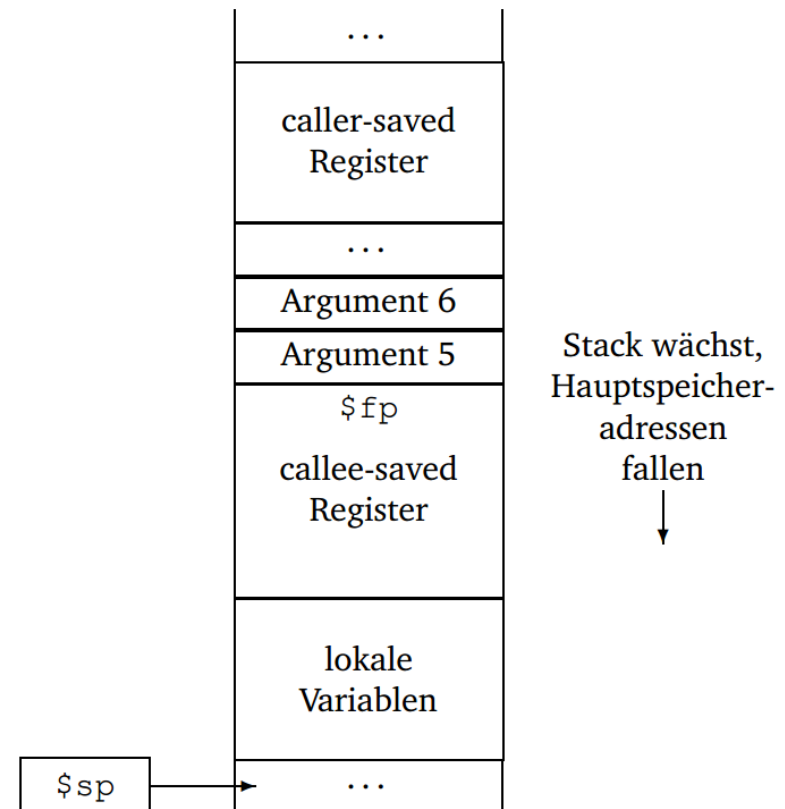 ...
caller-saved
Register
...
Argument 6
Argument 5
$fp
callee-saved
Register
lokale
Variablen
...
$sp
Stack wächst,
Hauptspeicher-
adressen
fallen